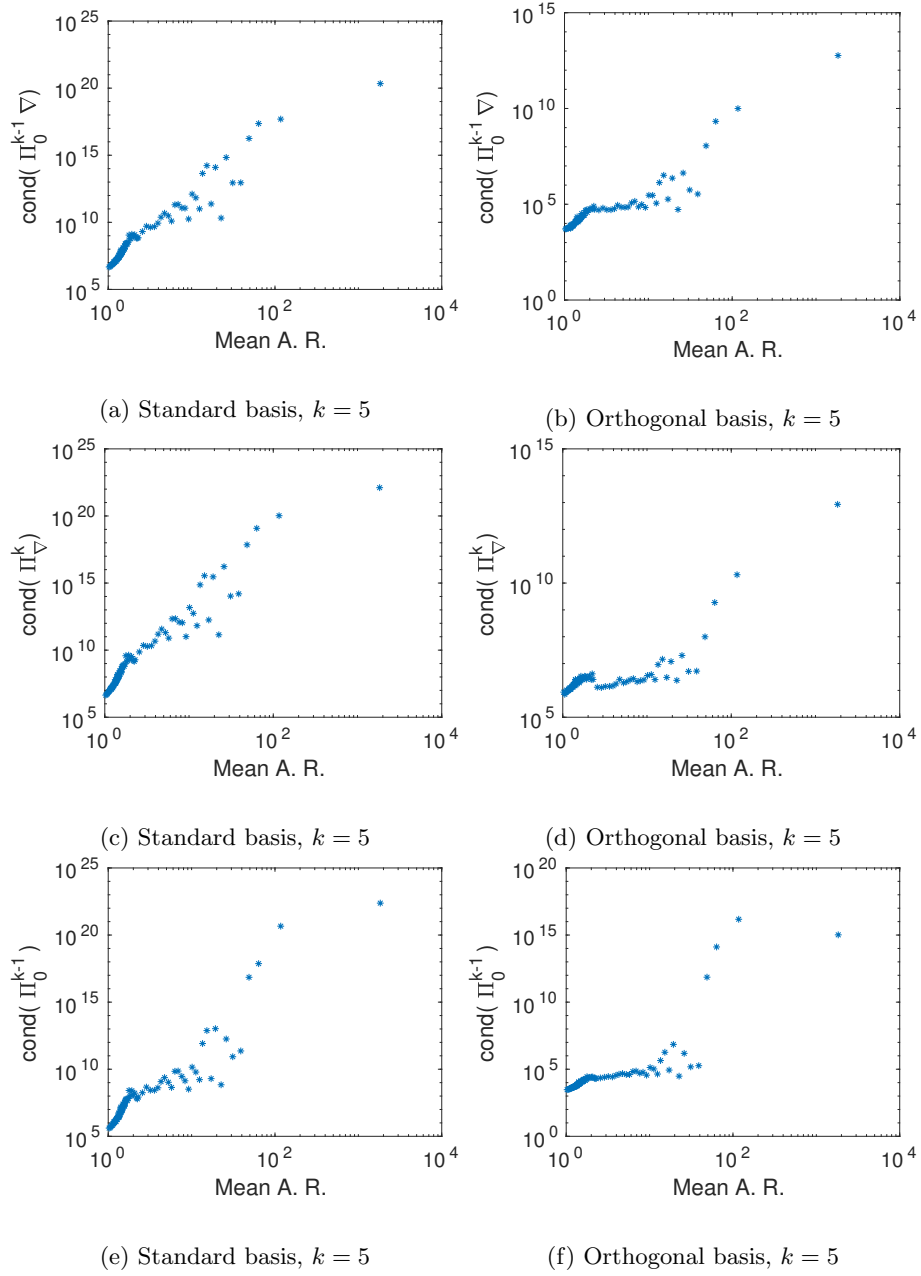 10^25
10^20
10^15
10^10
10^5
cond( Π_0^{k-1} ∇)
10^0 10^2 10^4
Mean A. R.
(a) Standard basis, k = 5
10^15
10^10
10^5
10^0
cond( Π_0^{k-1} ∇)
10^0 10^2 10^4
Mean A. R.
(b) Orthogonal basis, k = 5
10^25
10^20
10^15
10^10
10^5
cond( Π_∇^k)
10^0 10^2 10^4
Mean A. R.
(c) Standard basis, k = 5
10^15
10^10
10^5
cond( Π_∇^k)
10^0 10^2 10^4
Mean A. R.
(d) Orthogonal basis, k = 5
10^25
10^20
10^15
10^10
10^5
cond( Π_0^{k-1})
10^0 10^2 10^4
Mean A. R.
(e) Standard basis, k = 5
10^20
10^15
10^10
10^5
10^0
cond( Π_0^{k-1})
10^0 10^2 10^4
Mean A. R.
(f) Orthogonal basis, k = 5